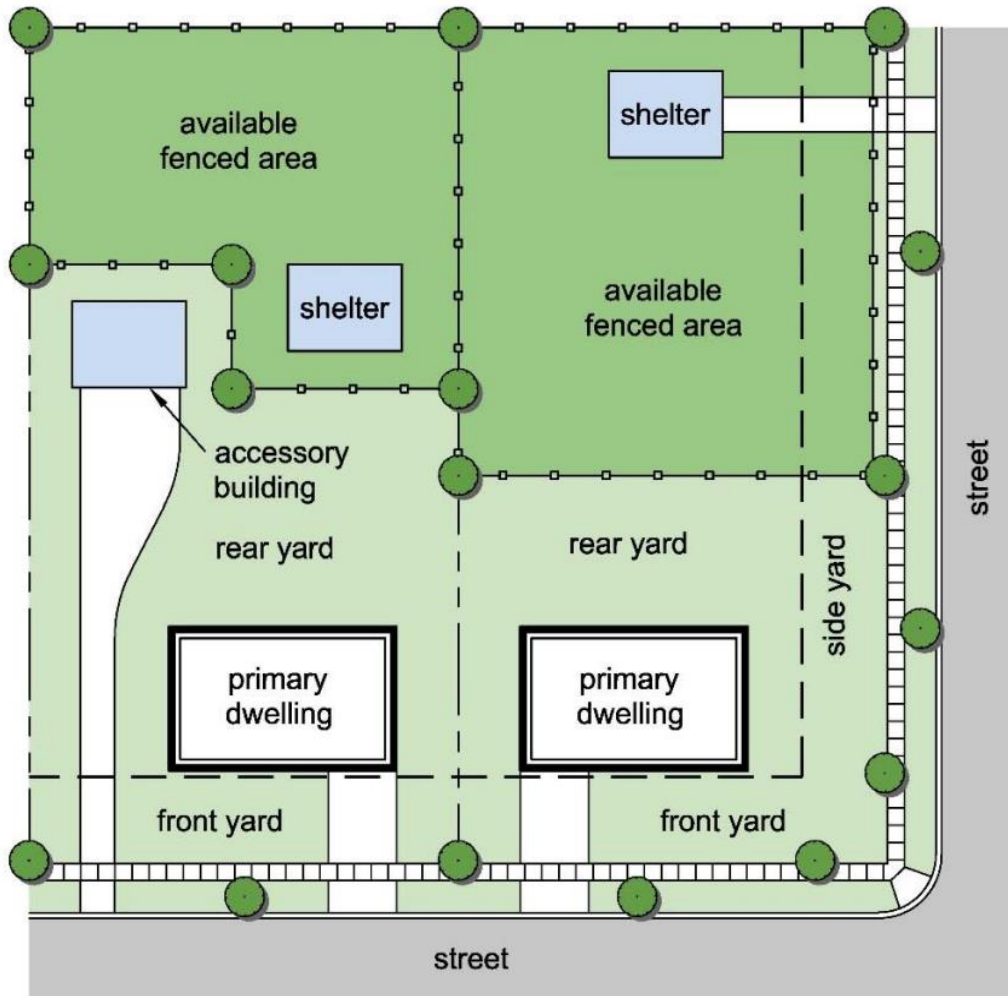 available
fenced area
shelter
shelter
available
fenced area
accessory
building
rear yard
rear yard
side yard
street
primary
dwelling
primary
dwelling
front yard
front yard
street